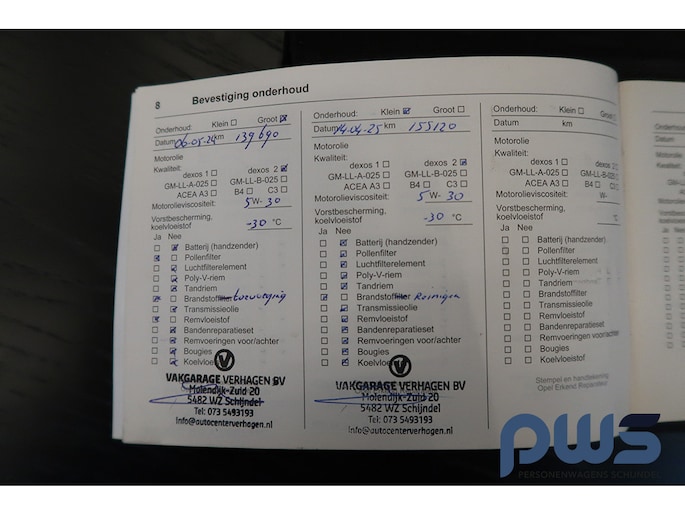 8 Bevestiging onderhoud
Onderhoud: Klein Groot
Datum 06-05-24 km 139690
Motorolie
Kwaliteit:
dexos 1 dexos 2
GM-LL-A-025 GM-LL-B-025
ACEA A3 B4 C3
Motorolieviscositeit: 5W-30
Vorstbescherming,
koelvloeistof -30 °C
Ja Nee
Batterij (handzender)
Pollenfilter
Luchtfilterelement
Poly-V-riem
Tandriem
Brandstoffilter toevoeging
Transmissieolie
Remvloeistof
Bandenreparatieset
Remvoeringen voor/achter
Bougies
Koelvloeistof
V
VAKGARAGE VERHAGEN BV
Molendijk-Zuid 20
5482 WZ Schijndel
Tel: 073 5493193
info@autocenterverhagen.nl
Onderhoud: Klein Groot
Datum 14-04-25 km 155120
Motorolie
Kwaliteit:
dexos 1 dexos 2
GM-LL-A-025 GM-LL-B-025
ACEA A3 B4 C3
Motorolieviscositeit: 5W-30
Vorstbescherming,
koelvloeistof -30 °C
Ja Nee
Batterij (handzender)
Pollenfilter
Luchtfilterelement
Poly-V-riem
Tandriem
Brandstoffilter Reinigen
Transmissieolie
Remvloeistof
Bandenreparatieset
Remvoeringen voor/achter
Bougies
Koelvloeistof
V
VAKGARAGE VERHAGEN BV
Molendijk-Zuid 20
5482 WZ Schijndel
Tel: 073 5493193
info@autocenterverhagen.nl
Onderhoud: Klein Groot
Datum km
Motorolie
Kwaliteit:
dexos 1 dexos 2
GM-LL-A-025 GM-LL-B-025
ACEA A3 B4 C3
Motorolieviscositeit: W-
Vorstbescherming,
koelvloeistof °C
Ja Nee
Batterij (handzender)
Pollenfilter
Luchtfilterelement
Poly-V-riem
Tandriem
Brandstoffilter
Transmissieolie
Remvloeistof
Bandenreparatieset
Remvoeringen voor/achter
Bougies
Koelvloeistof
Stempel en handtekening
Opel Erkend Reparateur
pws
PERSONENWAGENS SCHIJNDEL